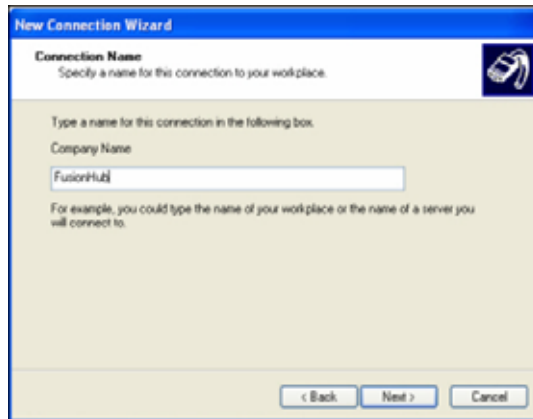 New Connection Wizard
Connection Name
Specify a name for this connection to your workplace.
Type a name for this connection in the following box.
Company Name
FusionHub
For example, you could type the name of your workplace or the name of a server you
will connect to.
< Back Next > Cancel